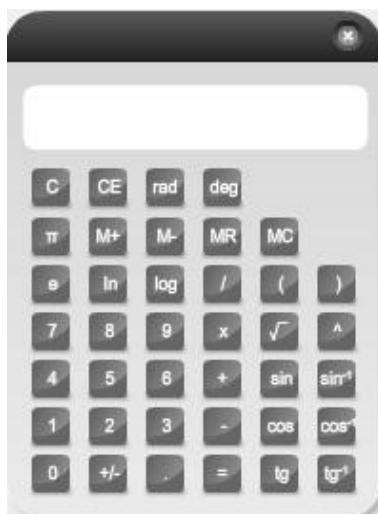 C CE rad deg
π M+ M- MR MC
e ln log / ( )
7 8 9 x √ ^
4 5 6 + sin sin⁻¹
1 2 3 - cos cos⁻¹
0 +/- . = tg tg⁻¹